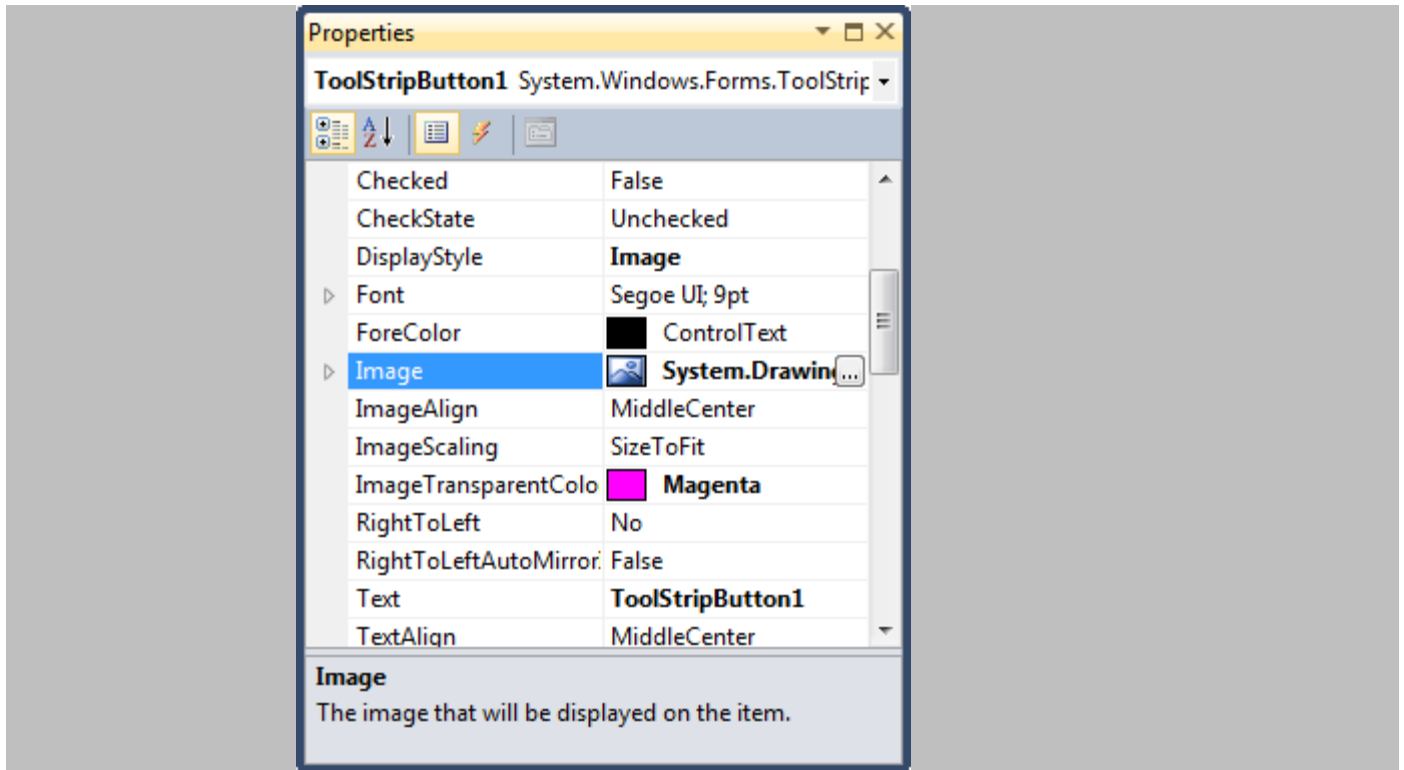 Properties
ToolStripButton1 System.Windows.Forms.ToolStrip
Checked False
CheckState Unchecked
DisplayStyle Image
Font Segoe UI; 9pt
ForeColor ControlText
Image System.Drawing...
ImageAlign MiddleCenter
ImageScaling SizeToFit
ImageTransparentColo Magenta
RightToLeft No
RightToLeftAutoMirror False
Text ToolStripButton1
TextAlign MiddleCenter
Image
The image that will be displayed on the item.